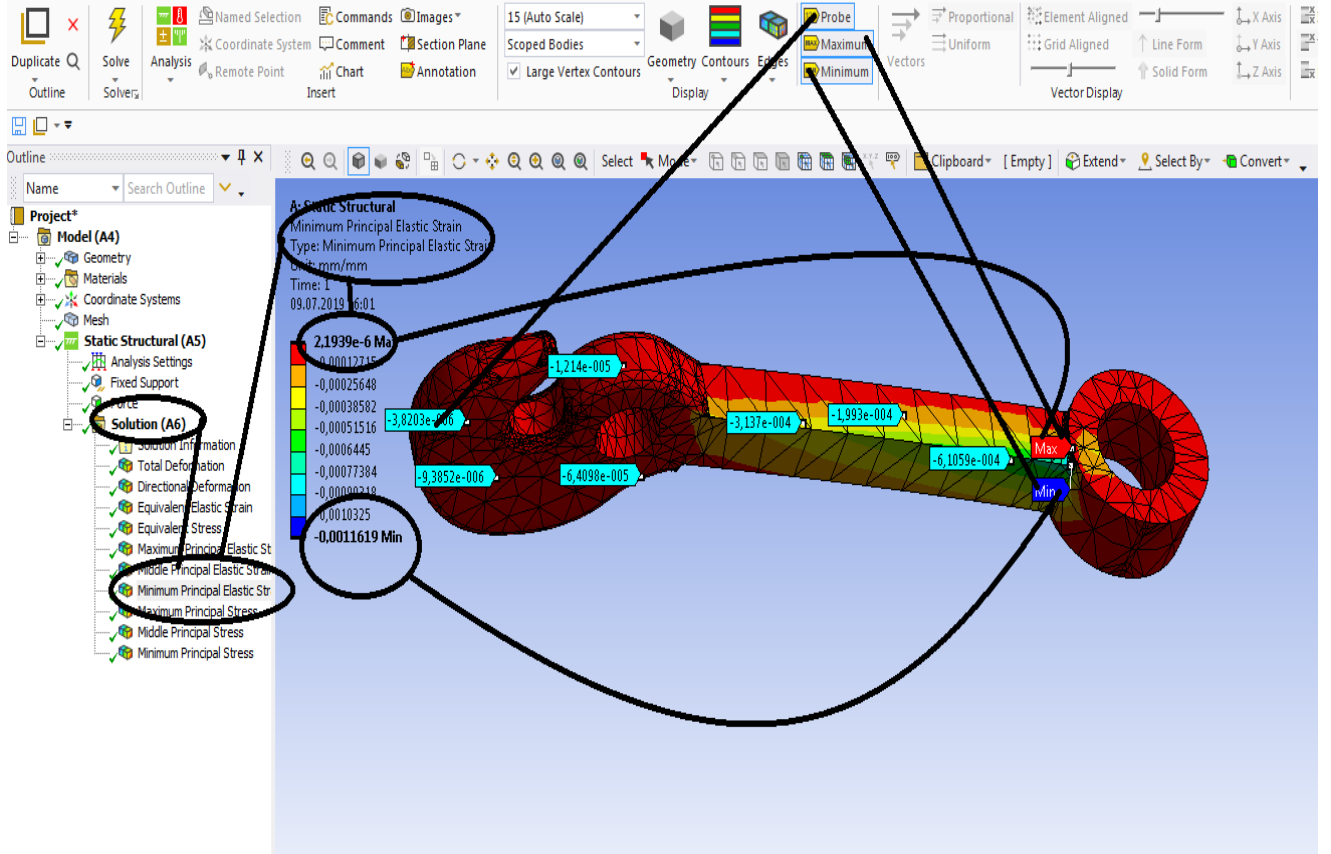 Named Selection
Commands
Images
15 (Auto Scale)
Probe
Proportional
Element Aligned
X Axis
Coordinate System
Comment
Section Plane
Scoped Bodies
Maximum
Uniform
Grid Aligned
Line Form
Y Axis
Duplicate
Q
Solve
Analysis
Remote Point
Chart
Annotation
Large Vertex Contours
Geometry
Contours
Edges
Minimum
Vectors
Solid Form
Z Axis
Outline
Solver
Insert
Display
Vector Display
Outline
Select
Mode
Clipboard
[Empty]
Extend
Select By
Convert
Name
Search Outline
Project*
Model (A4)
Geometry
Materials
Coordinate Systems
Mesh
Static Structural (A5)
Analysis Settings
Fixed Support
Force
Solution (A6)
Solution Information
Total Deformation
Directional Deformation
Equivalent Elastic Strain
Equivalent Stress
Maximum Principal Elastic St
Middle Principal Elastic Strain
Minimum Principal Elastic Str
Maximum Principal Stress
Middle Principal Stress
Minimum Principal Stress
A: Static Structural
Minimum Principal Elastic Strain
Type: Minimum Principal Elastic Strain
Unit: mm/mm
Time: 1
09.07.2019
2,1939e-6 Ma
-0,00012715
-0,00025648
-0,00038582
-0,00051516
-0,0006445
-0,00077384
-0,0010325
-0,0011619 Min
-1,214e-005
-3,8203e-006
-9,3852e-006
-6,4098e-005
-3,137e-004
-1,993e-004
-6,1059e-004
Max
Min